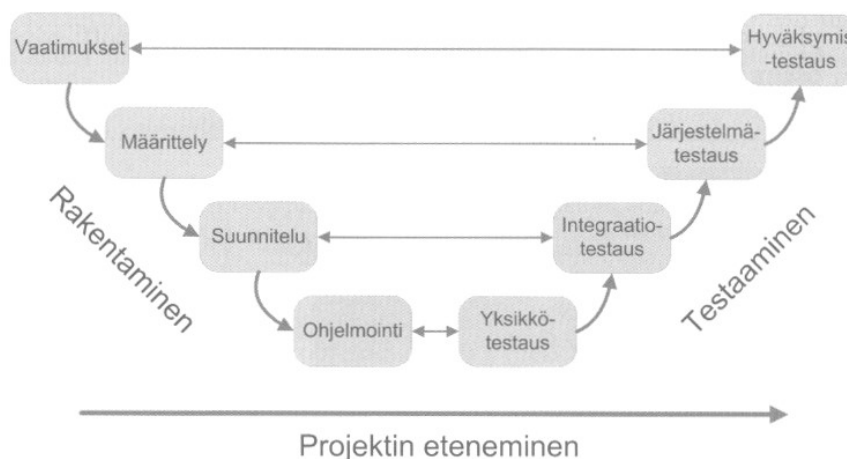 Vaatimukset
Hyväksymis
-testaus
Määrittely
Järjestelmä-
testaus
Suunnitelu
Integraatio-
testaus
Ohjelmointi
Yksikkö-
testaus
Rakentaminen
Testaaminen
Projektin eteneminen